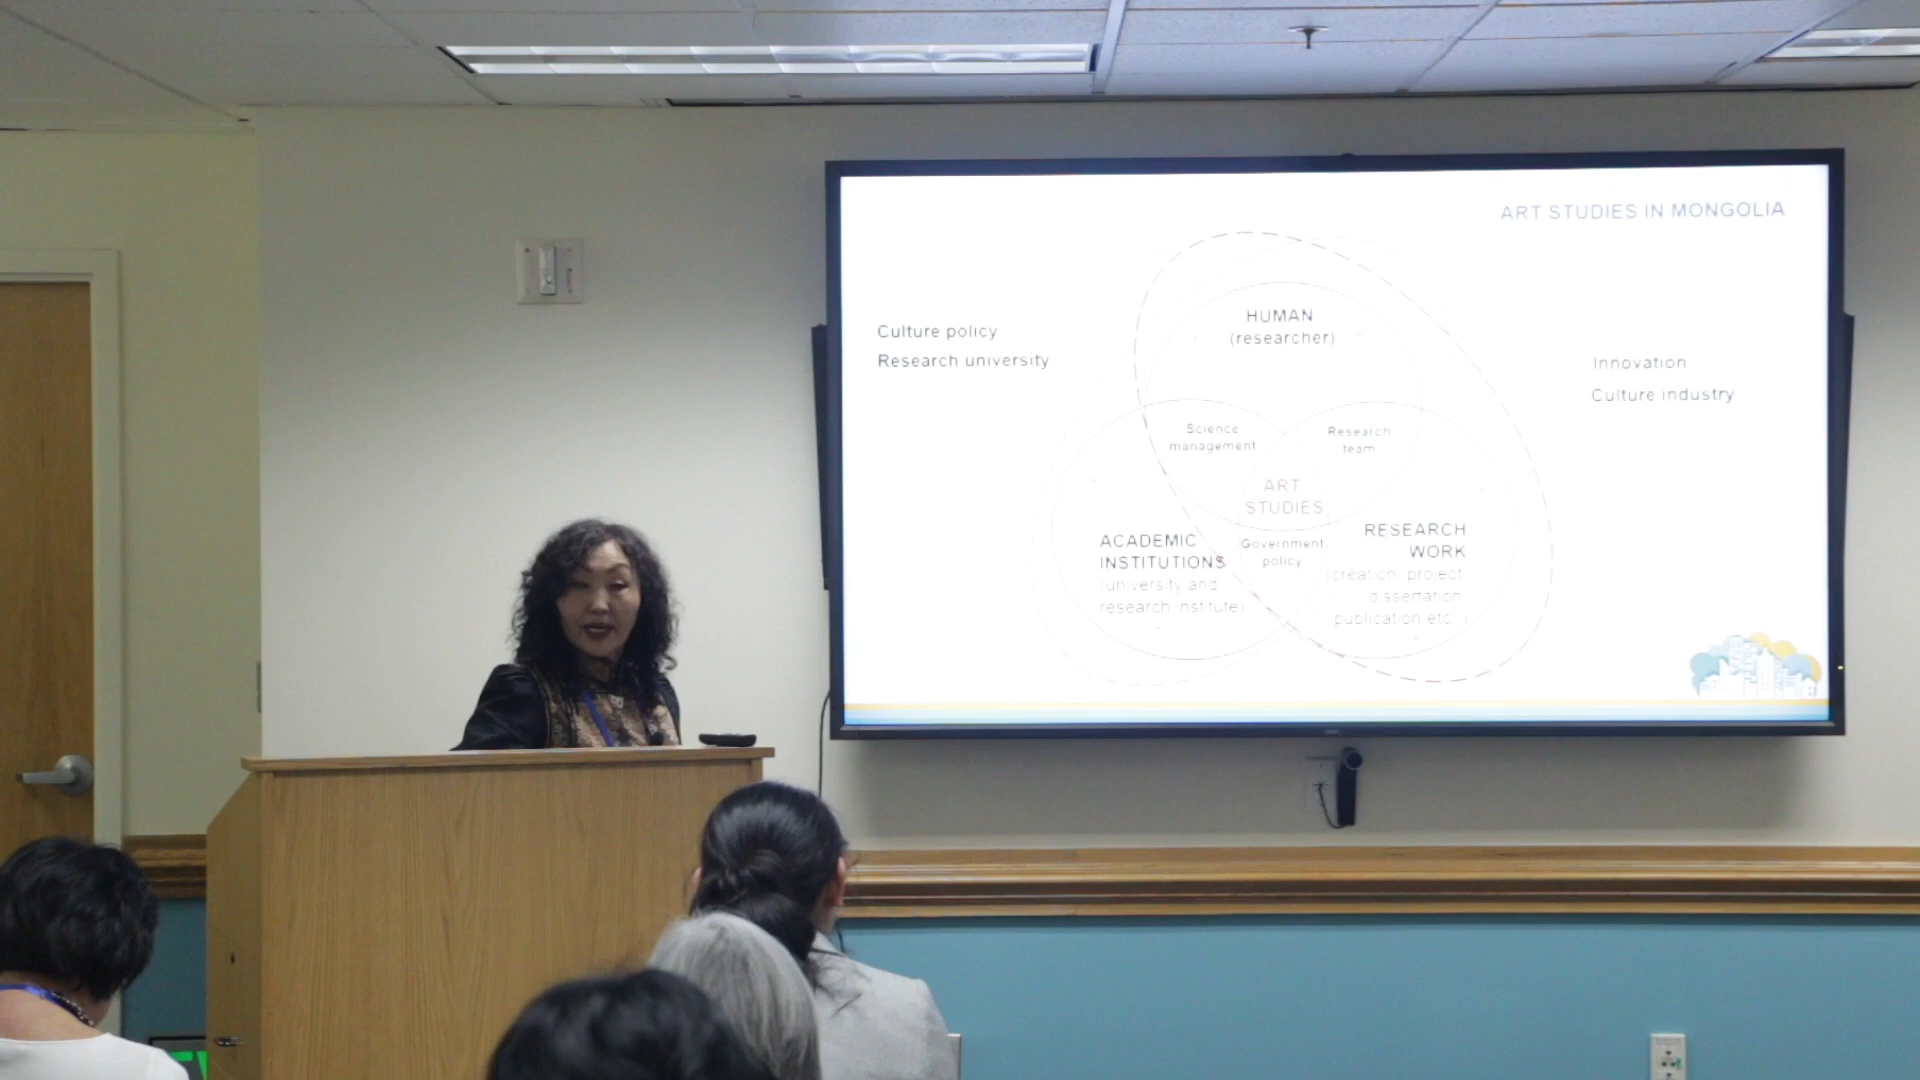 ART STUDIES IN MONGOLIA
Culture policy
Research university
HUMAN
(researcher)
Innovation
Culture industry
Science
management
Research
team
ART
STUDIES
ACADEMIC
INSTITUTIONS
(university and
research institute)
Government
policy
RESEARCH
WORK
(creation, project,
dissertation,
publication etc.)